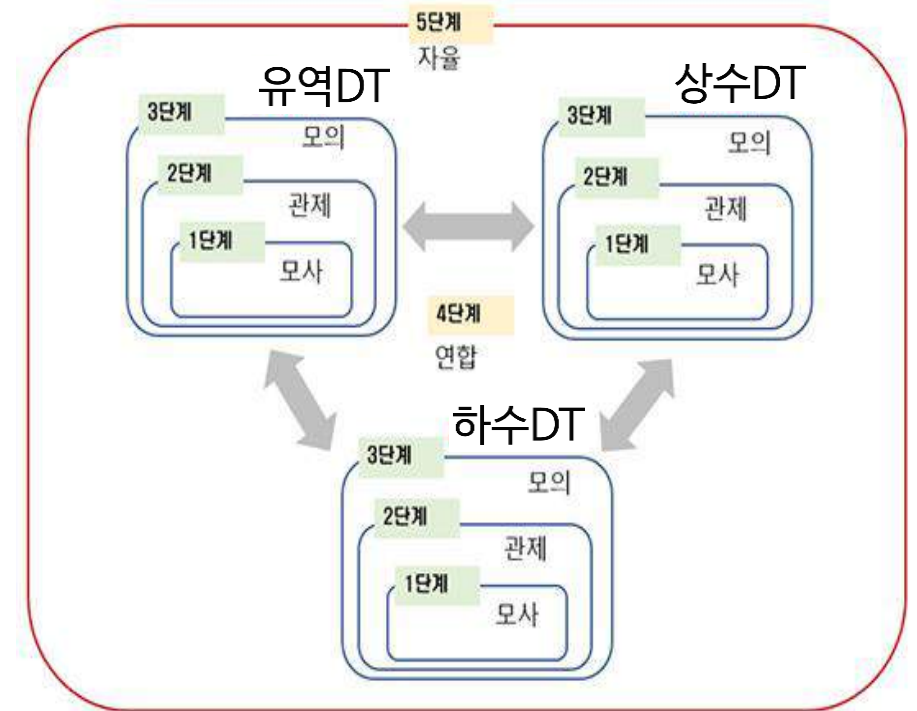 5단계
자율
유역DT
3단계
모의
2단계
관제
1단계
모사
상수DT
3단계
모의
2단계
관제
1단계
모사
4단계
연합
하수DT
3단계
모의
2단계
관제
1단계
모사